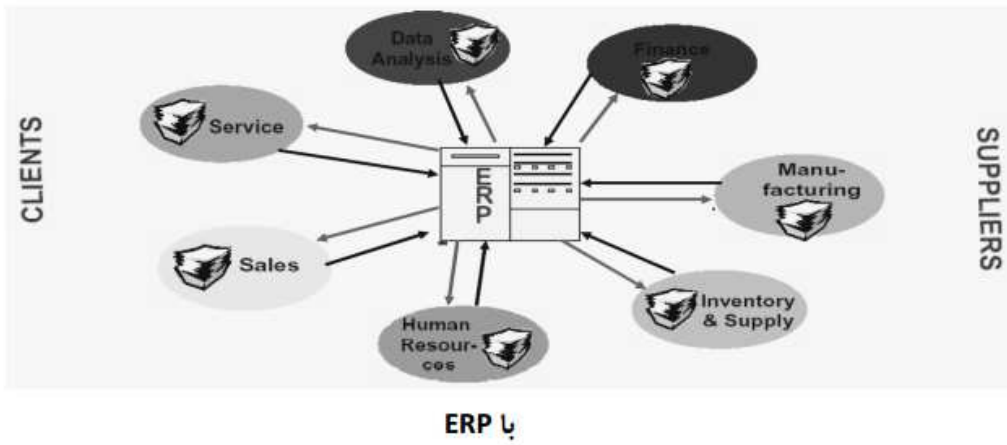 Data
Analysis
Finance
CLIENTS
Service
ERP
Manu-
facturing
SUPPLIERS
Sales
Inventory
& Supply
Human
Resour-
ces
با ERP